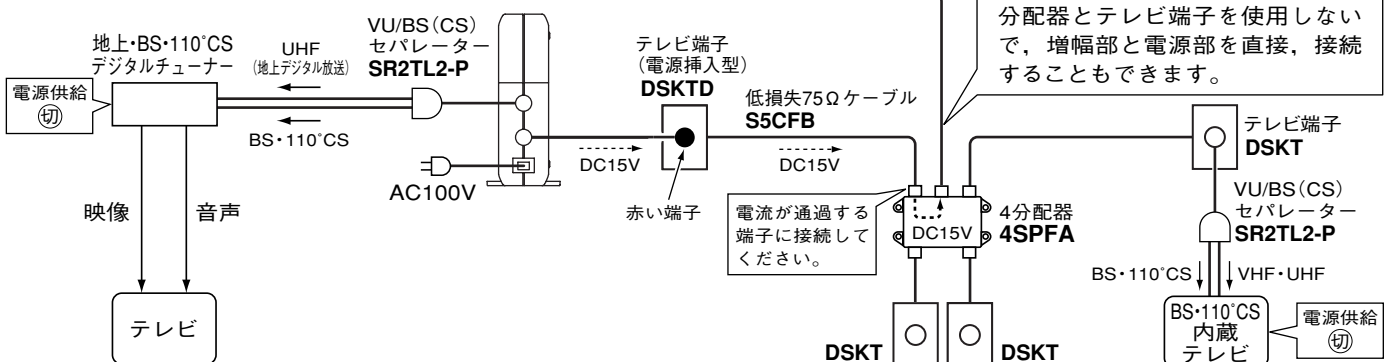 分配器とテレビ端子を使用しない
で，増幅部と電源部を直接，接続
することもできます。
地上・BS・110°CS
デジタルチューナー
電源供給
切
UHF
(地上デジタル放送)
BS・110°CS
VU/BS(CS)
セパレーター
SR2TL2-P
AC100V
映像
音声
テレビ
テレビ端子
(電源挿入型)
DSKTD
DC15V
赤い端子
低損失75Ωケーブル
S5CFB
DC15V
電流が通過する
端子に接続して
ください。
DC15V
4分配器
4SPFA
DSKT
DSKT
テレビ端子
DSKT
VU/BS(CS)
セパレーター
SR2TL2-P
BS・110°CS
VHF・UHF
BS・110°CS
内蔵
テレビ
電源供給
切